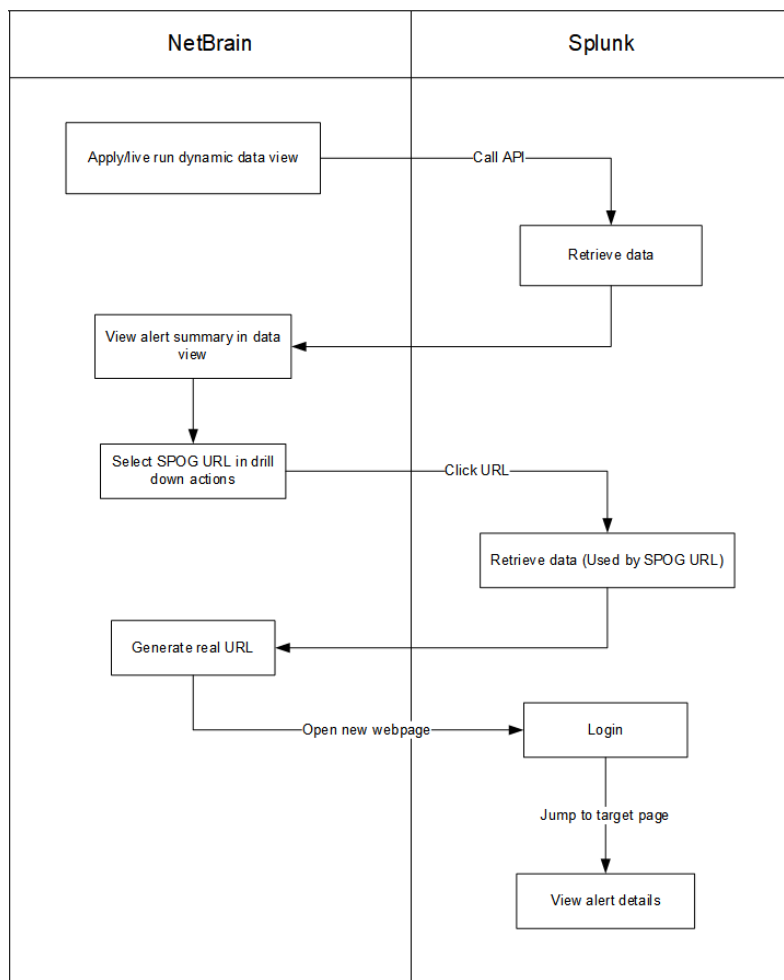 NetBrain
Splunk
Apply/live run dynamic data view
Call API
Retrieve data
View alert summary in data
view
Select SPOG URL in drill
down actions
Click URL
Retrieve data (Used by SPOG URL)
Generate real URL
Open new webpage
Login
Jump to target page
View alert details